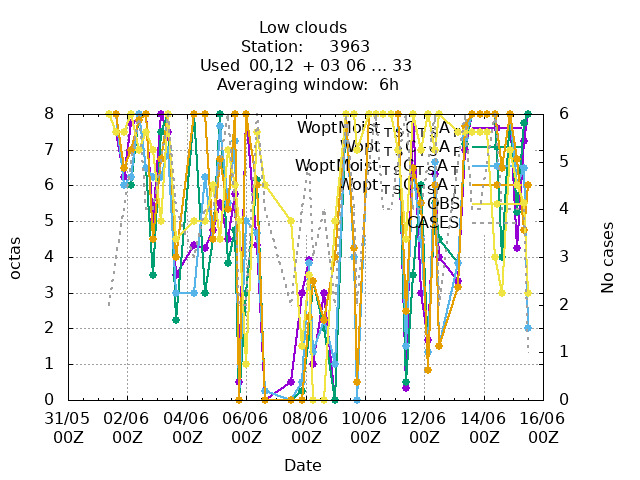 Low clouds
Station: 3963
Used 00,12 + 03 06 ... 33
Averaging window: 6h
8 7 6 5 4 3 2 1 0
octas
6 5 4 3 2 1 0
No cases
OBS
CASES
31/05 02/06 04/06 06/06 08/06 10/06 12/06 14/06 16/06
00Z 00Z 00Z 00Z 00Z 00Z 00Z 00Z 00Z
Date